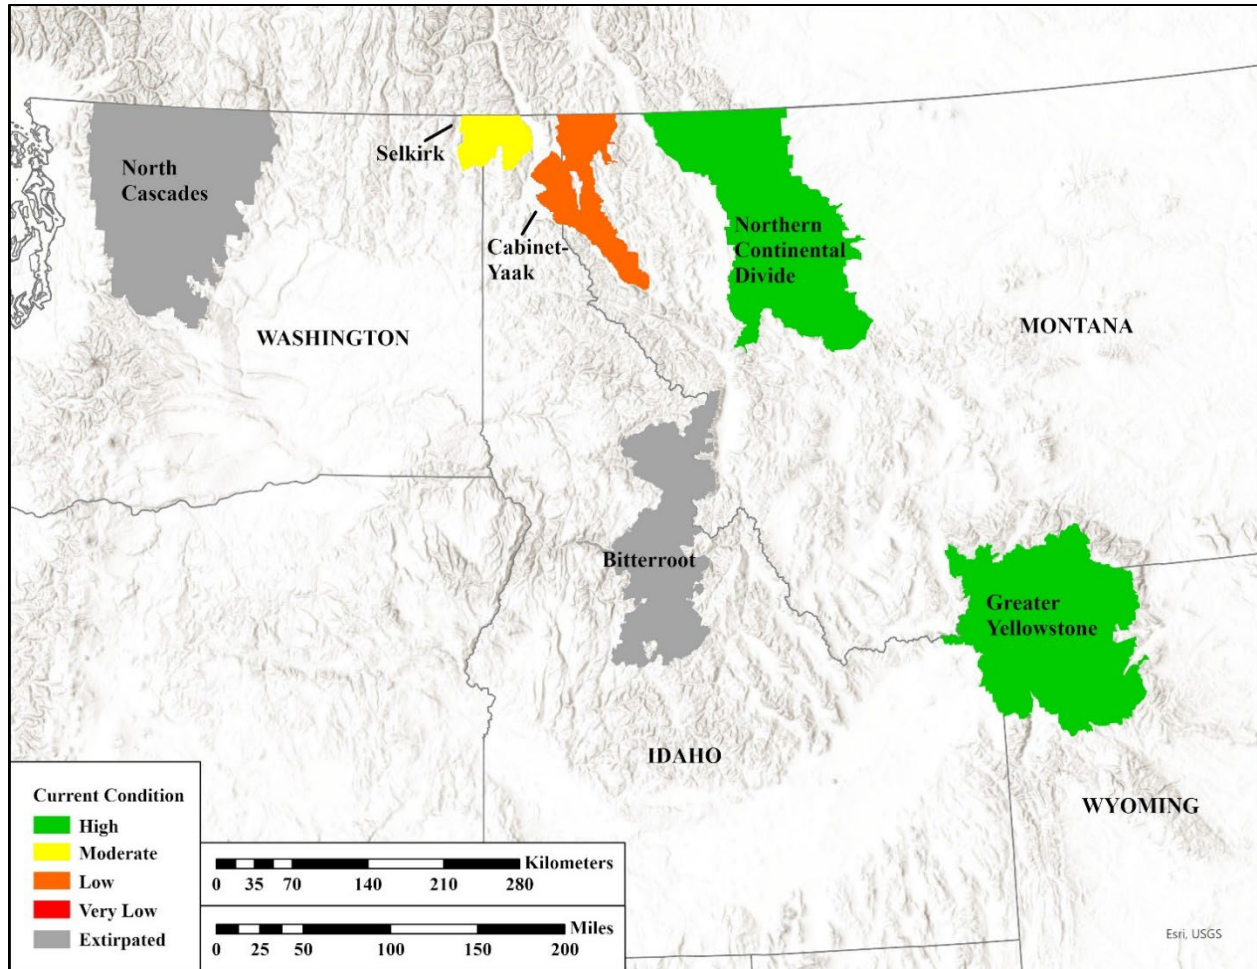 North
Cascades
Selkirk
Cabinet-
Yaak
Northern
Continental
Divide
WASHINGTON
MONTANA
Bitterroot
Greater
Yellowstone
IDAHO
WYOMING
Current Condition
High
Moderate
Low
Very Low
Extirpated
Kilometers
0 35 70 140 210 280
Miles
0 25 50 100 150 200
Esri, USGS